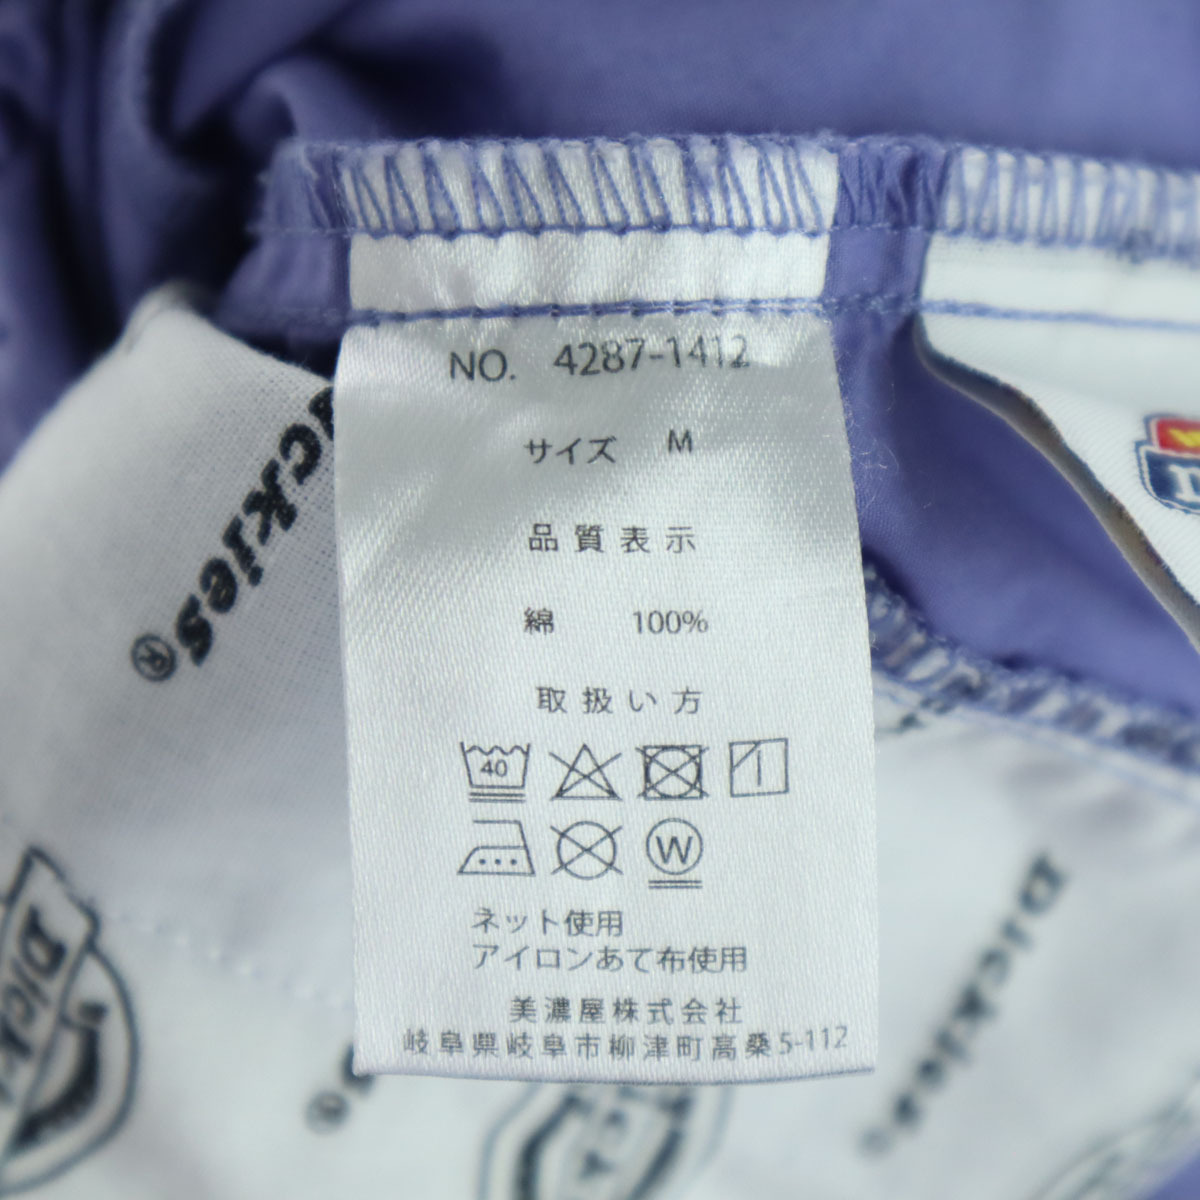 NO. 4287-1412
サイズ M
品質表示
綿 100%
取扱い方
40
W
ネット使用
アイロンあて布使用
美濃屋株式会社
岐阜県岐阜市柳津町高桑5-112
Dickies
®